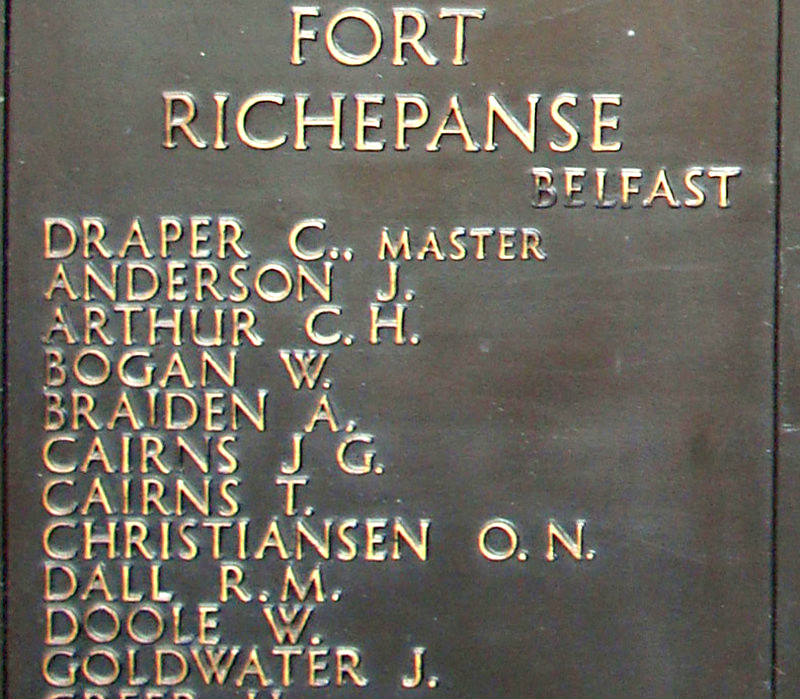 FORT
RICHEPANSE
BELFAST
DRAPER C., MASTER
ANDERSON J.
ARTHUR C. H.
BOGAN W.
BRAIDEN A.
CAIRNS J G.
CAIRNS T.
CHRISTIANSEN O. N.
DALL R. M.
DOOLE W.
GOLDWATER J.